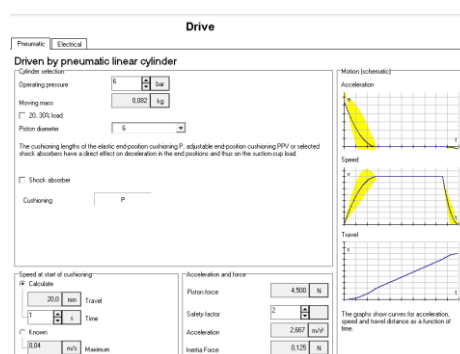 Drive
Pneumatic Electrical
Driven by pneumatic linear cylinder
Cylinder selection
Operating pressure 6 bar
Moving mass 0,082 kg
20..30% load
Piston diameter 6
The cushioning lengths of the elastic end-position cushioning P, adjustable end-position cushioning PPV or selected
shock absorbers have a direct effect on deceleration in the end positions and thus on the suction-cup load.
Shock absorber
Cushioning P
Speed at start of cushioning
Calculate
20,0 mm Travel
1 s Time
Known
0,04 m/s Maximum
Acceleration and force
Piston force 4,500 N
Safety factor 2
Acceleration 2,667 m/s²
Inertia Force 0,125 N
Motion (schematic)
Acceleration
a
t
Speed
v
t
Travel
s
t
The graphs show curves for acceleration,
speed and travel distance as a function of
time.